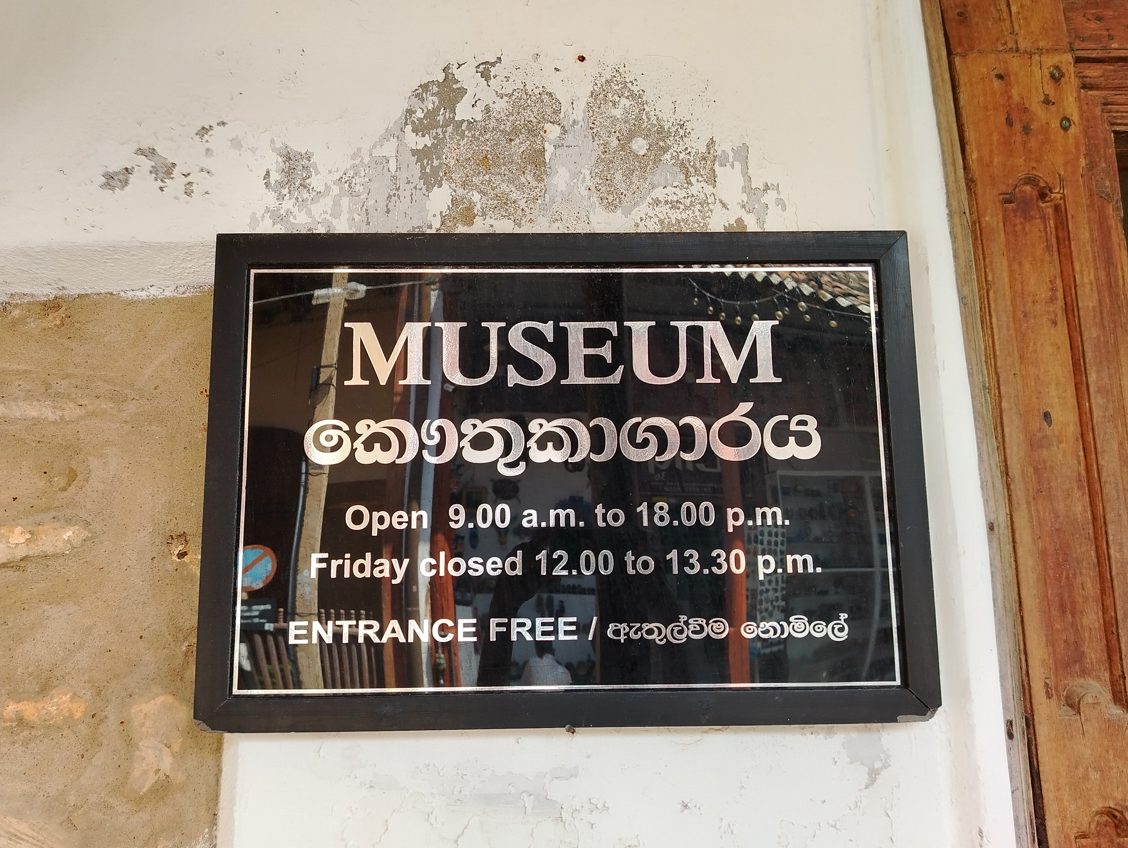 MUSEUM
කෞතුකාගාරය
Open 9.00 a.m. to 18.00 p.m.
Friday closed 12.00 to 13.30 p.m.
ENTRANCE FREE / ඇතුල්වීම නොමිලේ